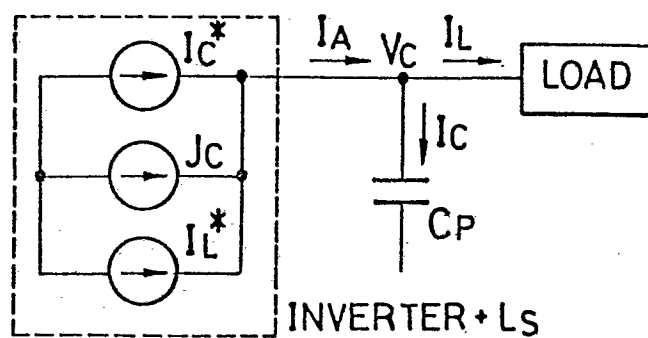 Ic*
Jc
IL*
IA
Vc
IL
LOAD
Ic
CP
INVERTER + LS